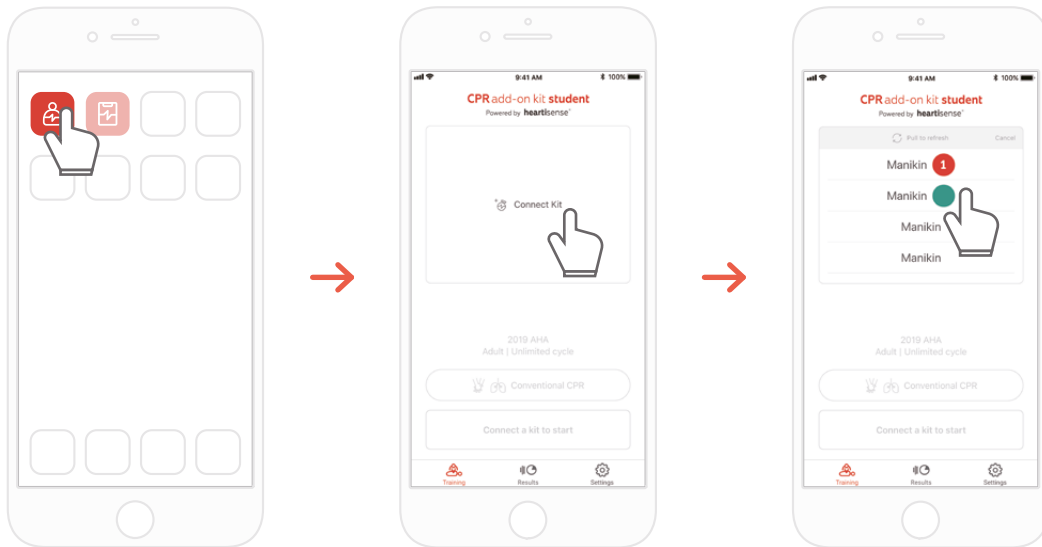 9:41 AM
100%
CPR add-on kit student
Powered by heartisense
Connect Kit
2019 AHA
Adult | Unlimited cycle
Conventional CPR
Connect a kit to start
Training
Results
Settings
9:41 AM
100%
CPR add-on kit student
Powered by heartisense
Pull to refresh
Cancel
Manikin 1
Manikin
Manikin
Manikin
2019 AHA
Adult | Unlimited cycle
Conventional CPR
Connect a kit to start
Training
Results
Settings